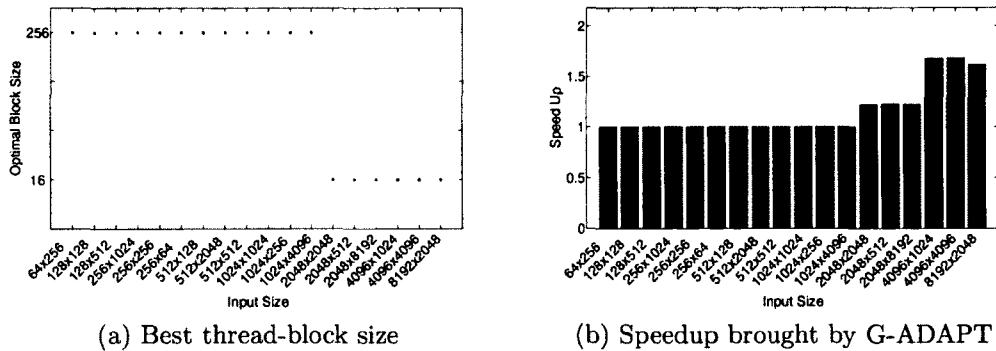 Optimal Block Size
256
16
64x256
128x128
128x512
256x1024
256x256
256x64
512x128
512x2048
512x512
1024x1024
1024x256
1024x4096
2048x2048
2048x512
2048x8192
4096x1024
4096x4096
8192x2048
Input Size
(a) Best thread-block size
Speed Up
2
1.5
1
0.5
0
64x256
128x128
128x512
256x1024
256x256
256x64
512x128
512x2048
512x512
1024x1024
1024x256
1024x4096
2048x2048
2048x512
2048x8192
4096x1024
4096x4096
8192x2048
Input Size
(b) Speedup brought by G-ADAPT